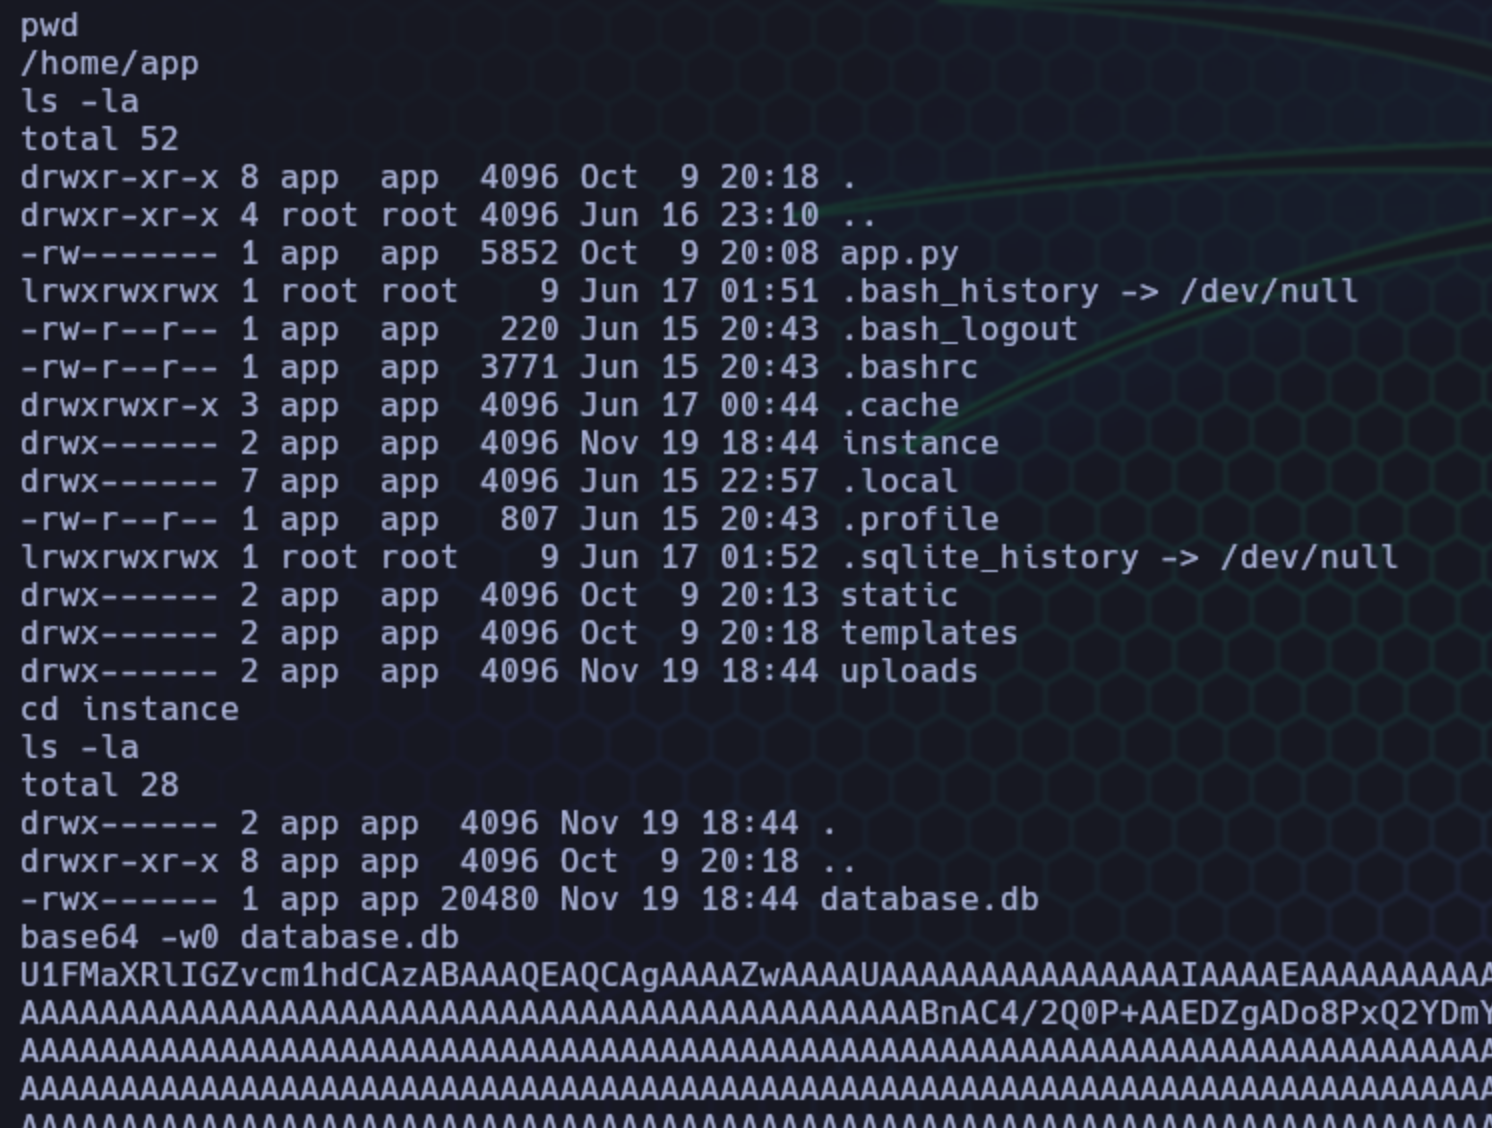 pwd
/home/app
ls -la
total 52
drwxr-xr-x 8 app  app  4096 Oct  9 20:18 .
drwxr-xr-x 4 root root 4096 Jun 16 23:10 ..
-rw------- 1 app  app  5852 Oct  9 20:08 app.py
lrwxrwxrwx 1 root root    9 Jun 17 01:51 .bash_history -> /dev/null
-rw-r--r-- 1 app  app   220 Jun 15 20:43 .bash_logout
-rw-r--r-- 1 app  app  3771 Jun 15 20:43 .bashrc
drwxrwxr-x 3 app  app  4096 Jun 17 00:44 .cache
drwx------ 2 app  app  4096 Nov 19 18:44 instance
drwx------ 7 app  app  4096 Jun 15 22:57 .local
-rw-r--r-- 1 app  app   807 Jun 15 20:43 .profile
lrwxrwxrwx 1 root root    9 Jun 17 01:52 .sqlite_history -> /dev/null
drwx------ 2 app  app  4096 Oct  9 20:13 static
drwx------ 2 app  app  4096 Oct  9 20:18 templates
drwx------ 2 app  app  4096 Nov 19 18:44 uploads
cd instance
ls -la
total 28
drwx------ 2 app app  4096 Nov 19 18:44 .
drwxr-xr-x 8 app app  4096 Oct  9 20:18 ..
-rwx------ 1 app app 20480 Nov 19 18:44 database.db
base64 -w0 database.db
U1FMaXRlIGZvcm1hdCAzABAAAQEAQCAgAAAAZwAAAAUAAAAAAAAAAAAAAAIAAAAEAAAAAAAAAA
AAAAAAAAAAAAAAAAAAAAAAAAAAAAAAAAAAAAAAAAAAAAABnAC4/2Q0P+AAEDZgADo8PxQ2YDmY
AAAAAAAAAAAAAAAAAAAAAAAAAAAAAAAAAAAAAAAAAAAAAAAAAAAAAAAAAAAAAAAAAAAAAAAAAA
AAAAAAAAAAAAAAAAAAAAAAAAAAAAAAAAAAAAAAAAAAAAAAAAAAAAAAAAAAAAAAAAAAAAAAAAAA
AAAAAAAAAAAAAAAAAAAAAAAAAAAAAAAAAAAAAAAAAAAAAAAAAAAAAAAAAAAAAAAAAAAAAAAAAA